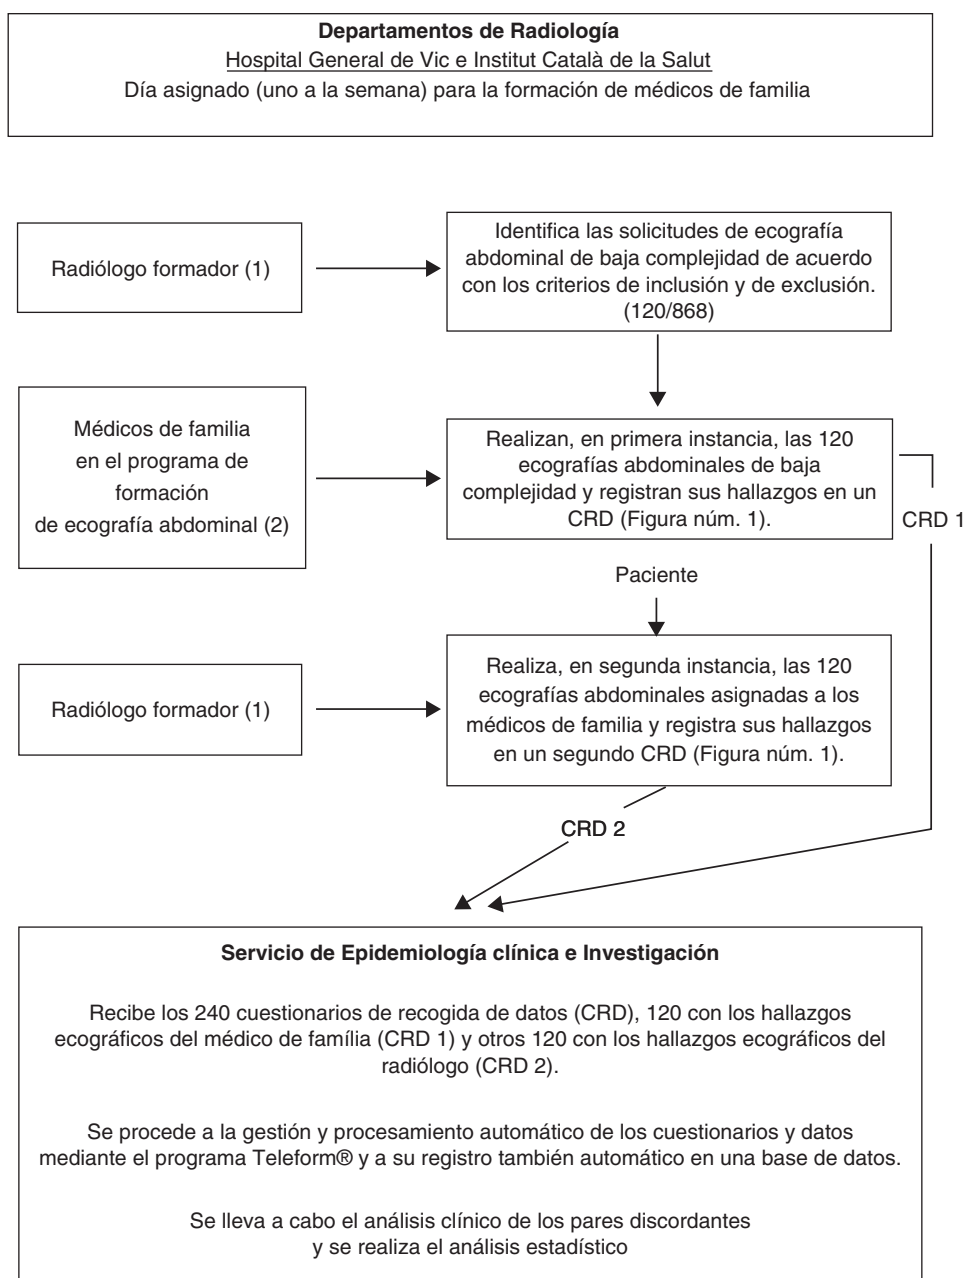 Departamentos de Radiología
Hospital General de Vic e Institut Català de la Salut
Día asignado (uno a la semana) para la formación de médicos de familia
Radiólogo formador (1)
Identifica las solicitudes de ecografía
abdominal de baja complejidad de acuerdo
con los criterios de inclusión y de exclusión.
(120/868)
Médicos de familia
en el programa de
formación
de ecografía abdominal (2)
Realizan, en primera instancia, las 120
ecografías abdominales de baja
complejidad y registran sus hallazgos en un
CRD (Figura núm. 1).
CRD 1
Paciente
Radiólogo formador (1)
Realiza, en segunda instancia, las 120
ecografías abdominales asignadas a los
médicos de familia y registra sus hallazgos
en un segundo CRD (Figura núm. 1).
CRD 2
Servicio de Epidemiología clínica e Investigación
Recibe los 240 cuestionarios de recogida de datos (CRD), 120 con los hallazgos
ecográficos del médico de família (CRD 1) y otros 120 con los hallazgos ecográficos del
radiólogo (CRD 2).
Se procede a la gestión y procesamiento automático de los cuestionarios y datos
mediante el programa Teleform® y a su registro también automático en una base de datos.
Se lleva a cabo el análisis clínico de los pares discordantes
y se realiza el análisis estadístico